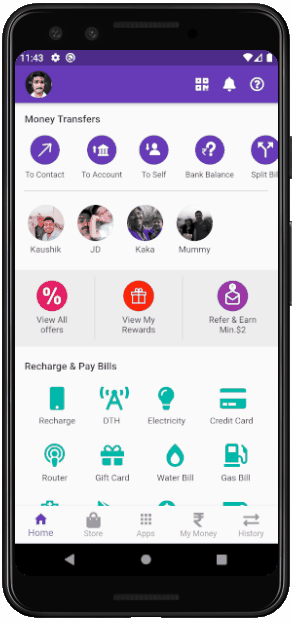 11:43
Money Transfers
To Contact To Account To Self Bank Balance Split Bill
Kaushik JD Kaka Mummy
View All View My Refer & Earn
offers Rewards Min.$2
Recharge & Pay Bills
Recharge DTH Electricity Credit Card
Router Gift Card Water Bill Gas Bill
Home Store Apps My Money History